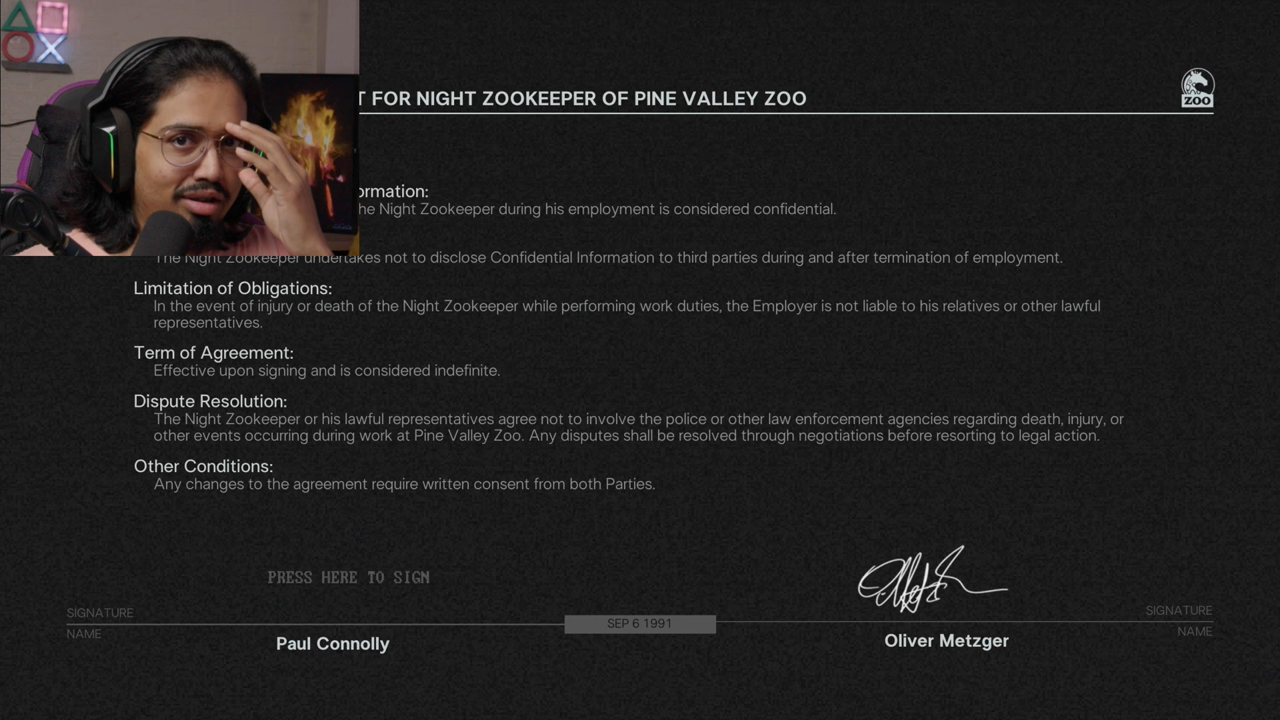 FOR NIGHT ZOOKEEPER OF PINE VALLEY ZOO
ZOO
he Night Zookeeper during his employment is considered confidential.
The Night Zookeeper undertakes not to disclose Confidential Information to third parties during and after termination of employment.
Limitation of Obligations:
In the event of injury or death of the Night Zookeeper while performing work duties, the Employer is not liable to his relatives or other lawful
representatives.
Term of Agreement:
Effective upon signing and is considered indefinite.
Dispute Resolution:
The Night Zookeeper or his lawful representatives agree not to involve the police or other law enforcement agencies regarding death, injury, or
other events occurring during work at Pine Valley Zoo. Any disputes shall be resolved through negotiations before resorting to legal action.
Other Conditions:
Any changes to the agreement require written consent from both Parties.
PRESS HERE TO SIGN
SIGNATURE
SIGNATURE
SEP 6 1991
NAME
NAME
Paul Connolly
Oliver Metzger